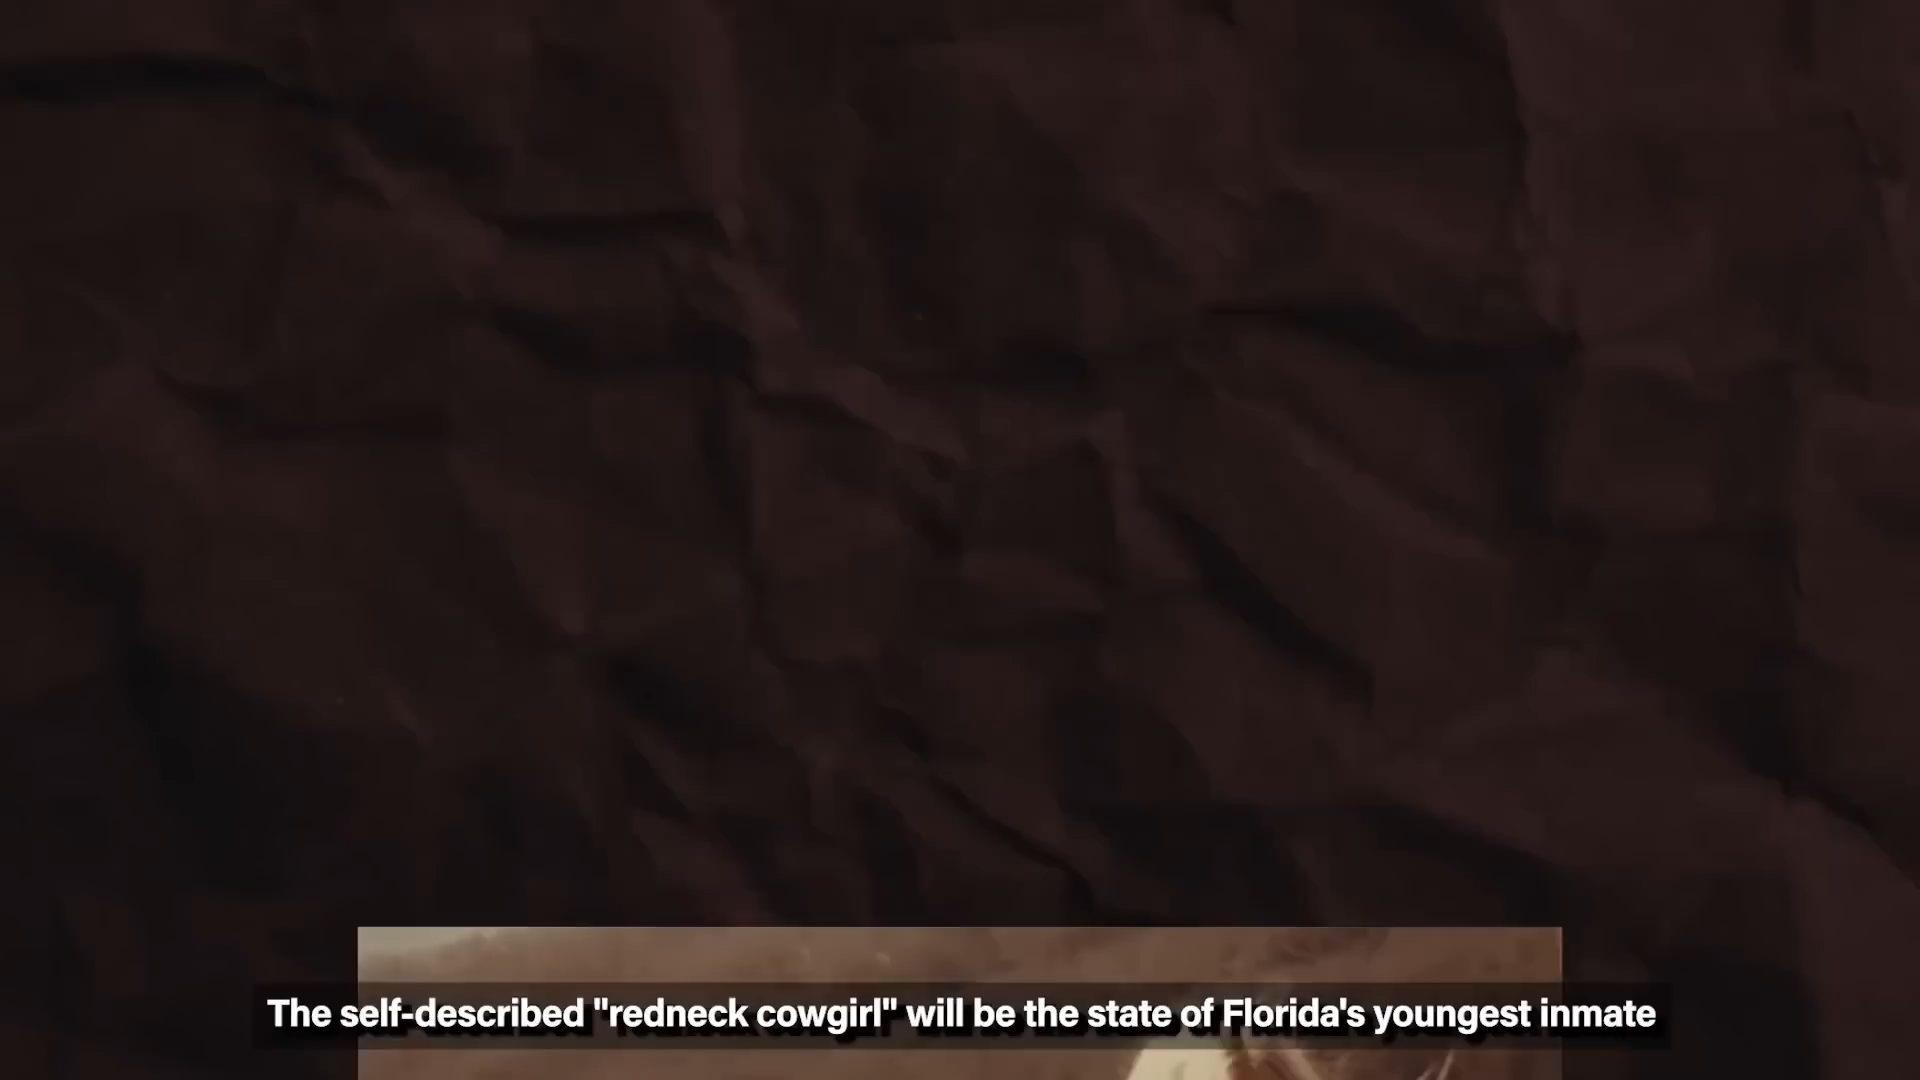 The self-described "redneck cowgirl" will be the state of Florida's youngest inmate